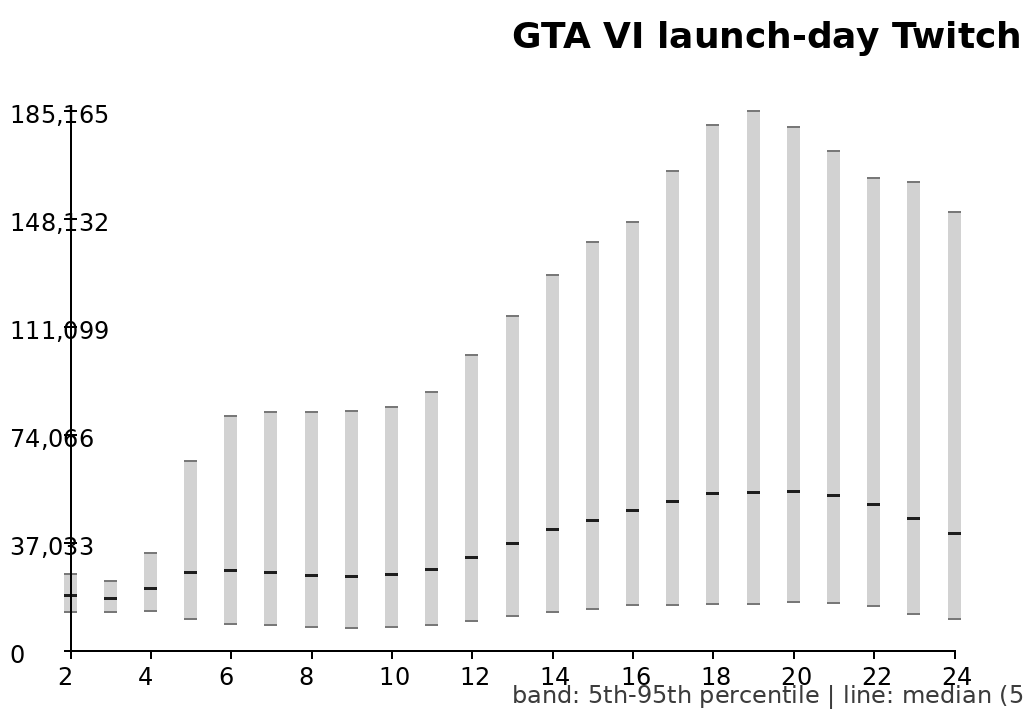 GTA VI launch-day Twitch
185,165
148,132
111,099
74,066
37,033
0
2 4 6 8 10 12 14 16 18 20 22 24
band: 5th-95th percentile | line: median (5